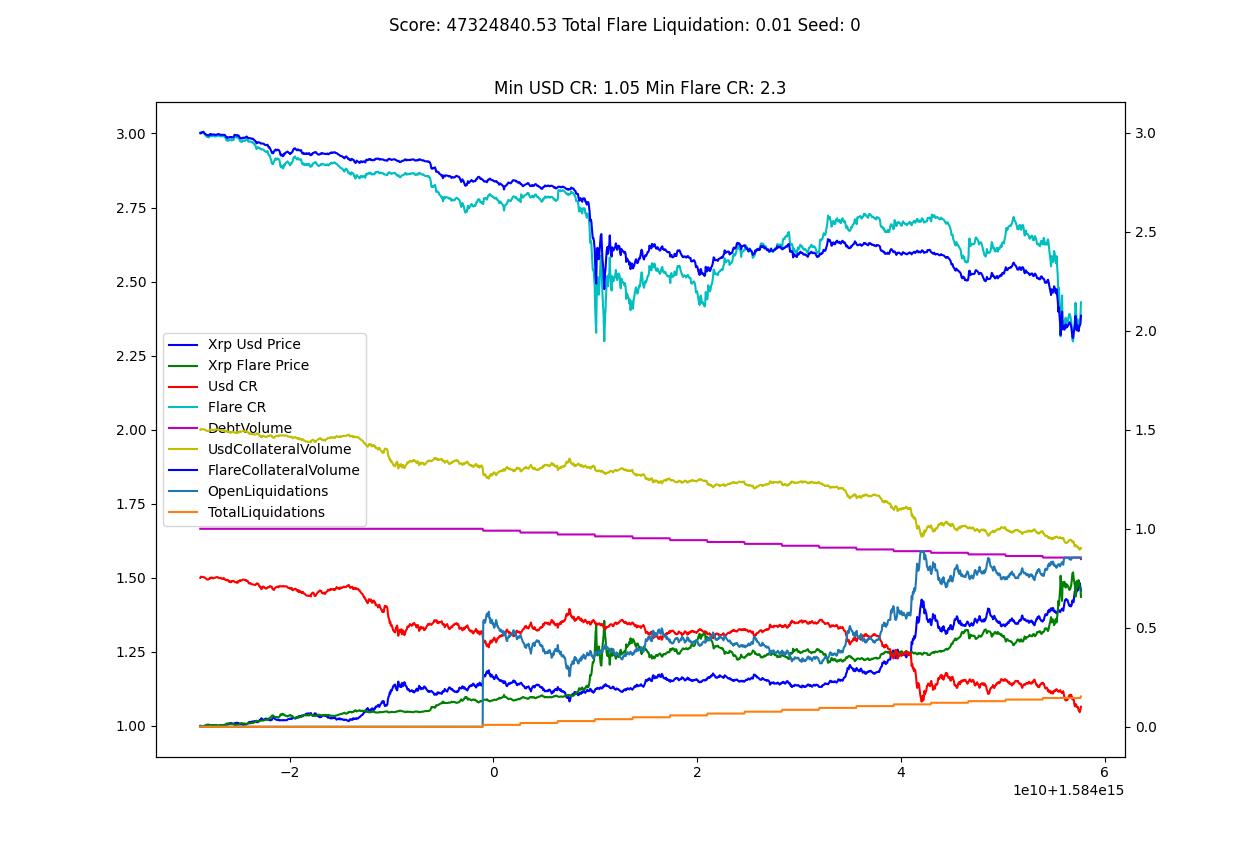 Score: 47324840.53 Total Flare Liquidation: 0.01 Seed: 0
Min USD CR: 1.05 Min Flare CR: 2.3
3.00
2.75
2.50
2.25
2.00
1.75
1.50
1.25
1.00
3.0
2.5
2.0
1.5
1.0
0.5
0.0
Xrp Usd Price
Xrp Flare Price
Usd CR
Flare CR
DebtVolume
UsdCollateralVolume
FlareCollateralVolume
OpenLiquidations
TotalLiquidations
−2
0
2
4
6
1e10+1.584e15